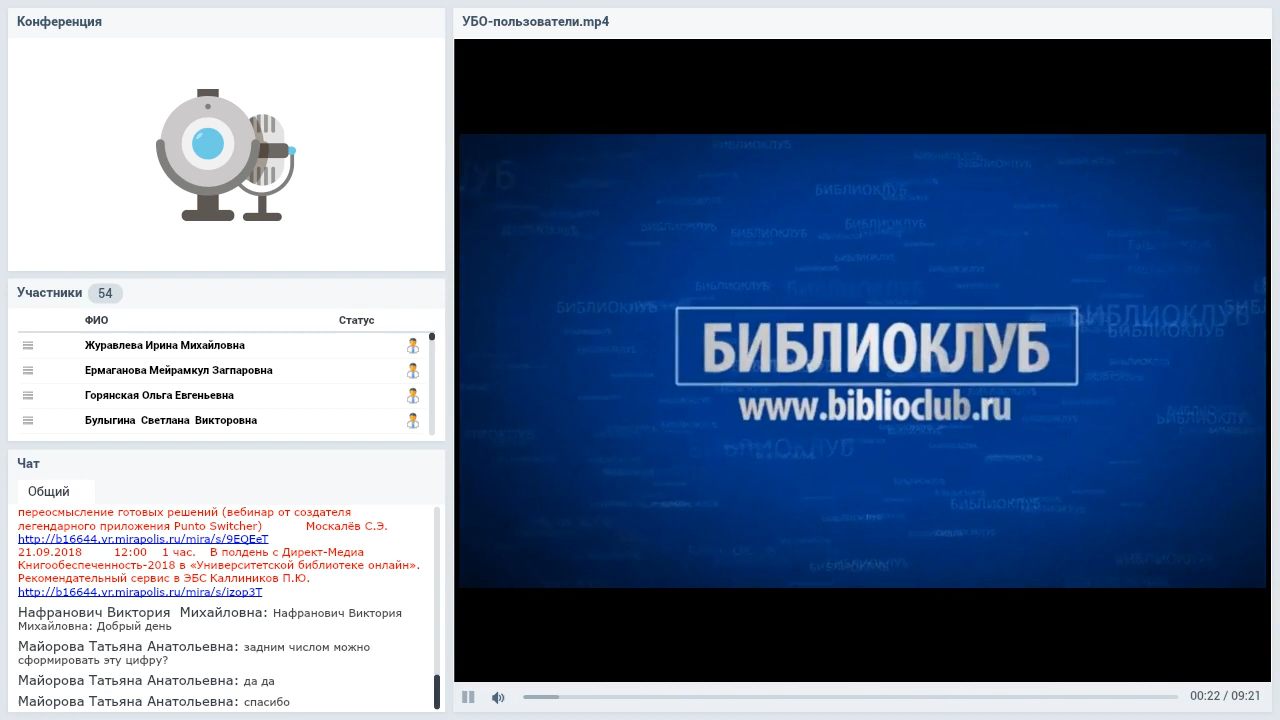 Конференция
Участники 54
ФИО Статус
Журавлева Ирина Михайловна
Ермаганова Мейрамкул Загпаровна
Горянская Ольга Евгеньевна
Булыгина Светлана Викторовна
Чат
Общий
переосмысление готовых решений (вебинар от создателя
легендарного приложения Punto Switcher) Москалёв С.Э.
http://b16644.vr.mirapolis.ru/mira/s/9EQEeT
21.09.2018 12:00 1 час. В полдень с Директ-Медиа
Книгообеспеченность-2018 в «Университетской библиотеке онлайн».
Рекомендательный сервис в ЭБС Каллиников П.Ю.
http://b16644.vr.mirapolis.ru/mira/s/izop3T
Нафранович Виктория Михайловна: Нафранович Виктория
Михайловна: Добрый день
Майорова Татьяна Анатольевна: задним числом можно
сформировать эту цифру?
Майорова Татьяна Анатольевна: да да
Майорова Татьяна Анатольевна: спасибо
УБО-пользователи.mp4
БИБЛИОКЛУБ
www.biblioclub.ru
00:22 / 09:21